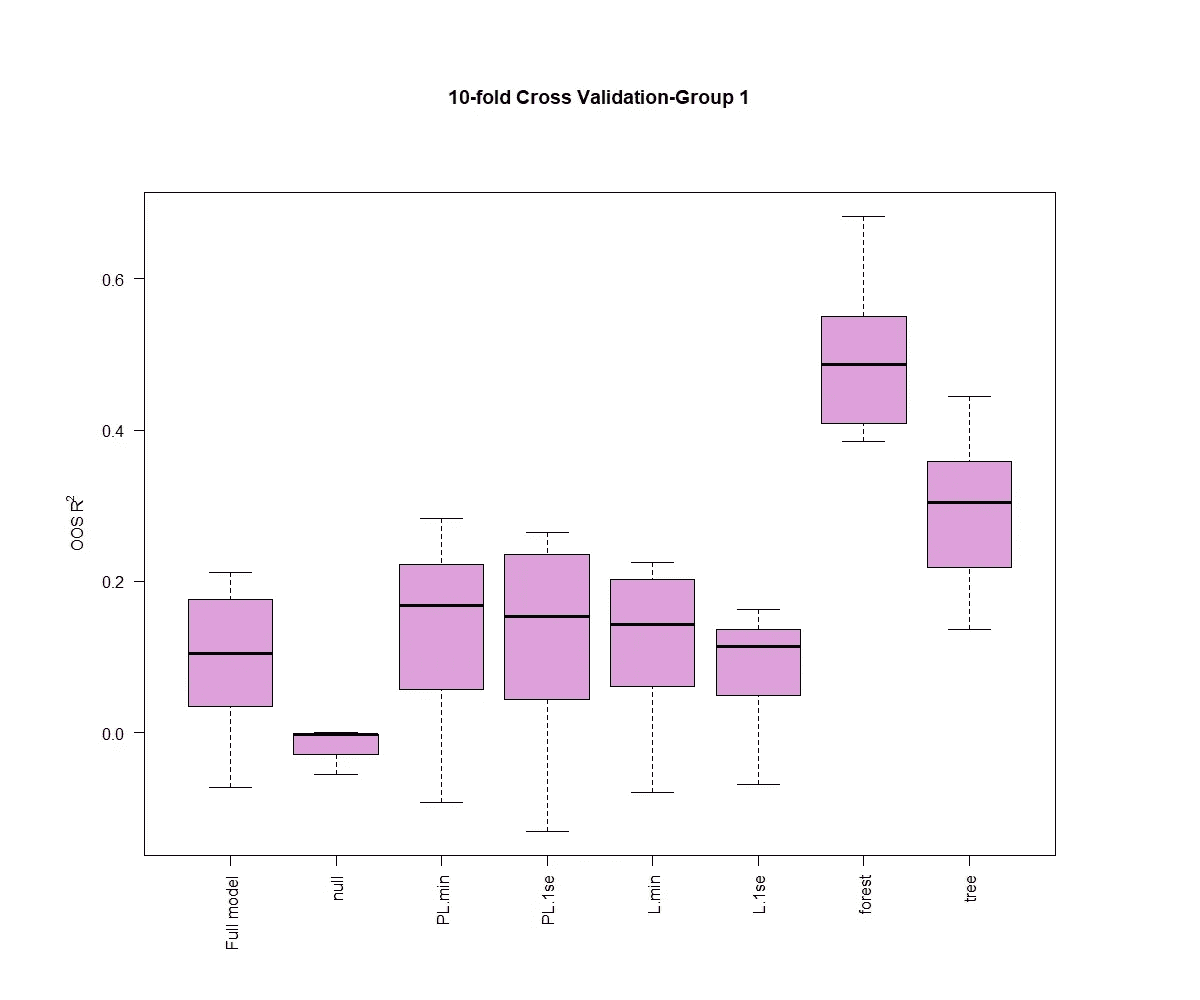 10-fold Cross Validation-Group 1
0.6
0.4
0.2
0.0
OOS R²
Full model
null
PL.min
PL.1se
L.min
L.1se
forest
tree